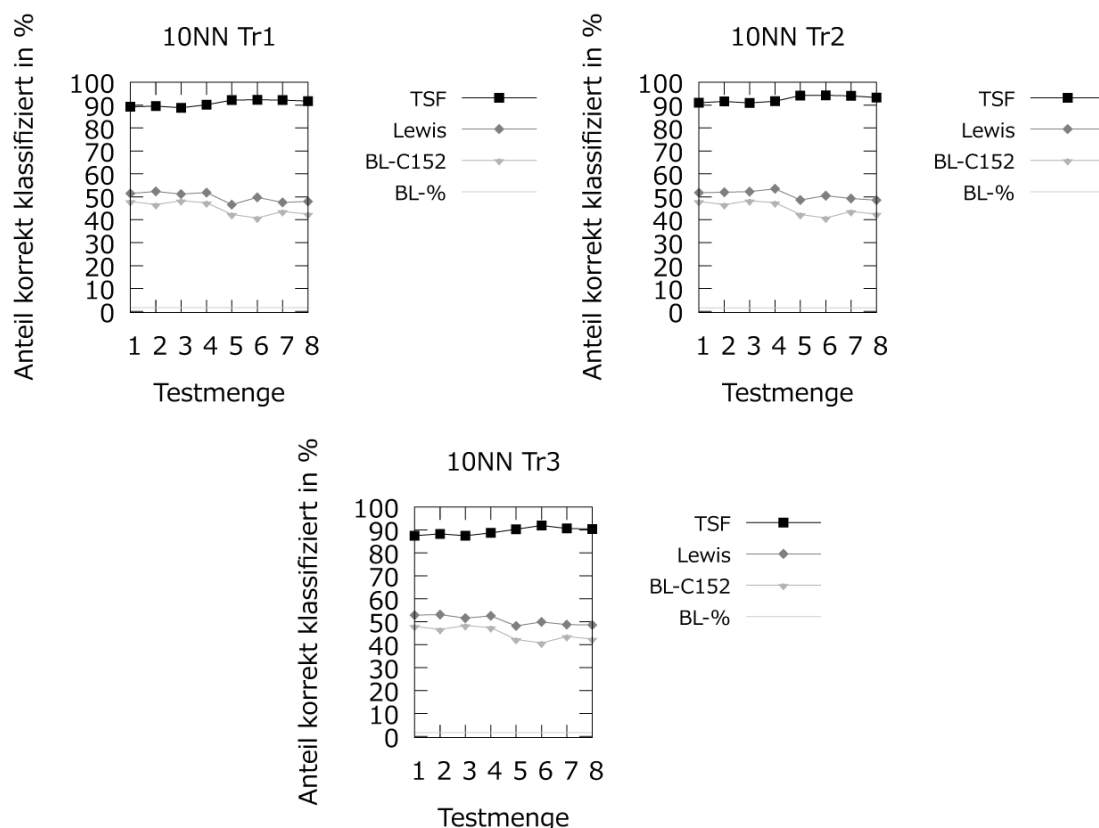 10NN Tr1
Anteil korrekt klassifiziert in %
100
90
80
70
60
50
40
30
20
10
0
1 2 3 4 5 6 7 8
Testmenge
TSF
Lewis
BL-C152
BL-%
10NN Tr2
Anteil korrekt klassifiziert in %
100
90
80
70
60
50
40
30
20
10
0
1 2 3 4 5 6 7 8
Testmenge
TSF
Lewis
BL-C152
BL-%
10NN Tr3
Anteil korrekt klassifiziert in %
100
90
80
70
60
50
40
30
20
10
0
1 2 3 4 5 6 7 8
Testmenge
TSF
Lewis
BL-C152
BL-%